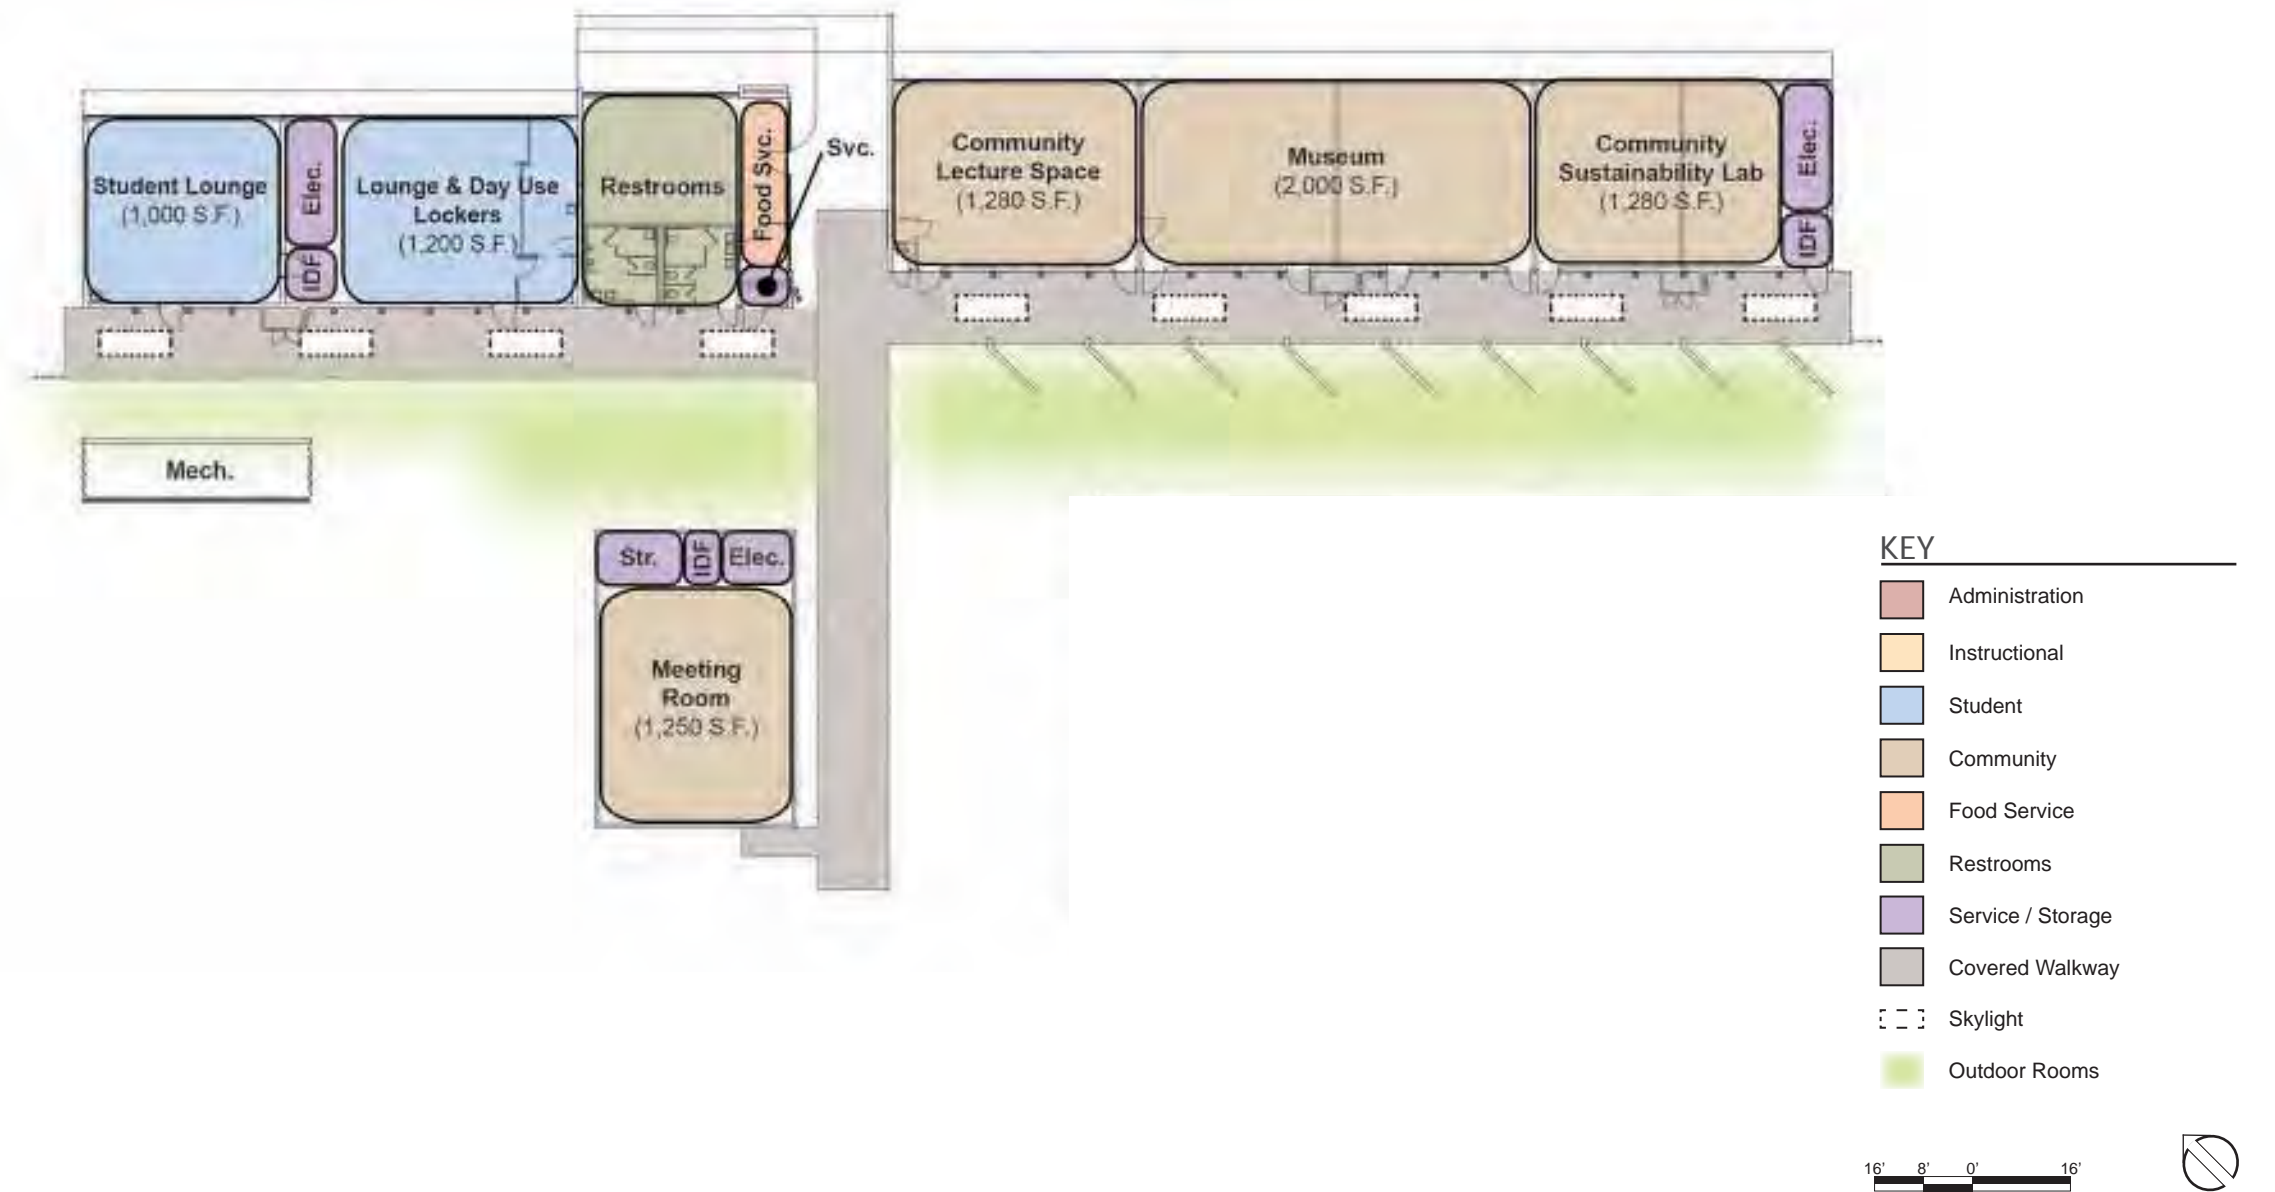 Student Lounge
(1,000 S.F.)
Elec.
IDF
Lounge & Day Use
Lockers
(1,200 S.F.)
Restrooms
Food Svc.
Svc.
Community
Lecture Space
(1,280 S.F.)
Museum
(2,000 S.F.)
Community
Sustainability Lab
(1,280 S.F.)
Elec.
IDF
Mech.
Str.
IDF
Elec.
Meeting
Room
(1,250 S.F.)
KEY
Administration
Instructional
Student
Community
Food Service
Restrooms
Service / Storage
Covered Walkway
Skylight
Outdoor Rooms
16' 8' 0' 16'